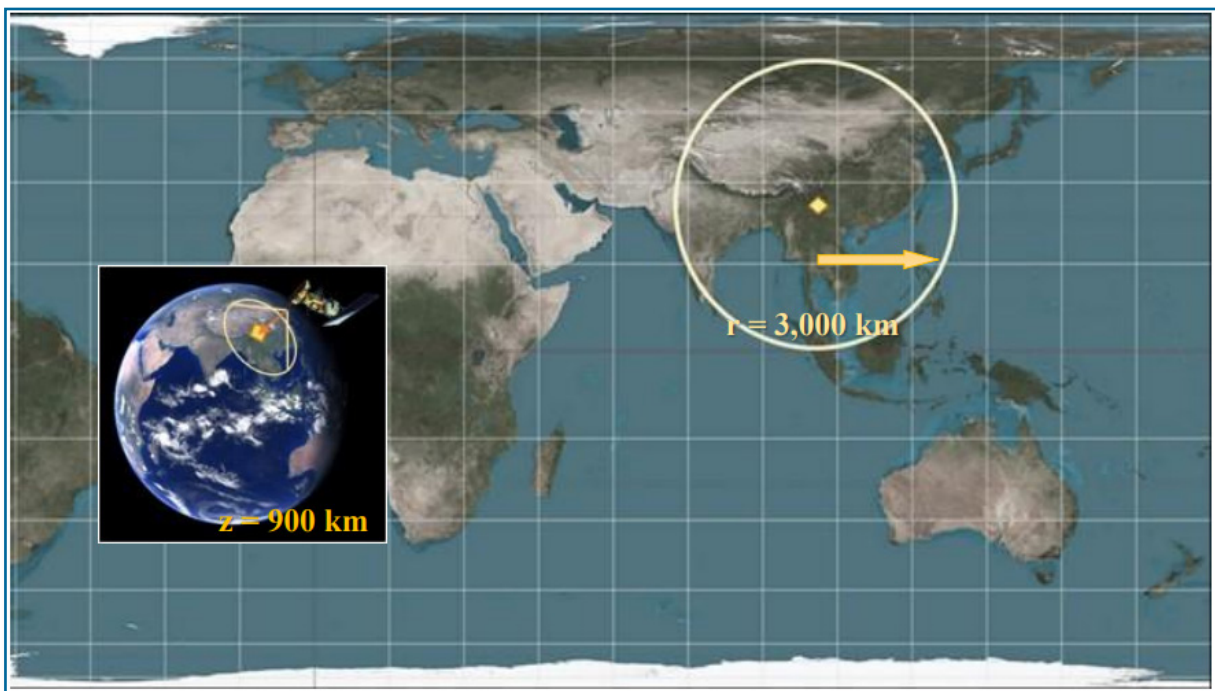 r = 3,000 km
z = 900 km